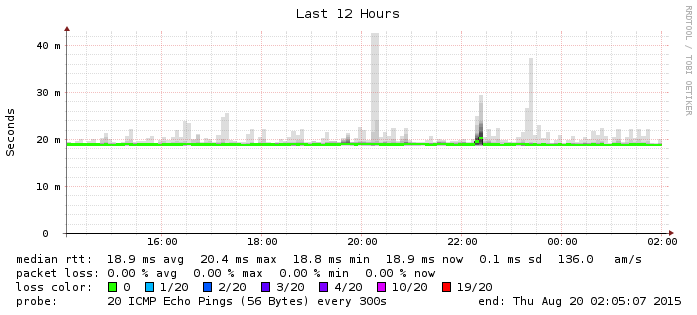 Last 12 Hours
RRDTOOL / TOBI OETIKER
Seconds
40 m
30 m
20 m
10 m
0
16:00 18:00 20:00 22:00 00:00 02:00
median rtt: 18.9 ms avg 20.4 ms max 18.8 ms min 18.9 ms now 0.1 ms sd 136.0 am/s
packet loss: 0.00 % avg 0.00 % max 0.00 % min 0.00 % now
loss color: 0 1/20 2/20 3/20 4/20 10/20 19/20
probe: 20 ICMP Echo Pings (56 Bytes) every 300s end: Thu Aug 20 02:05:07 2015